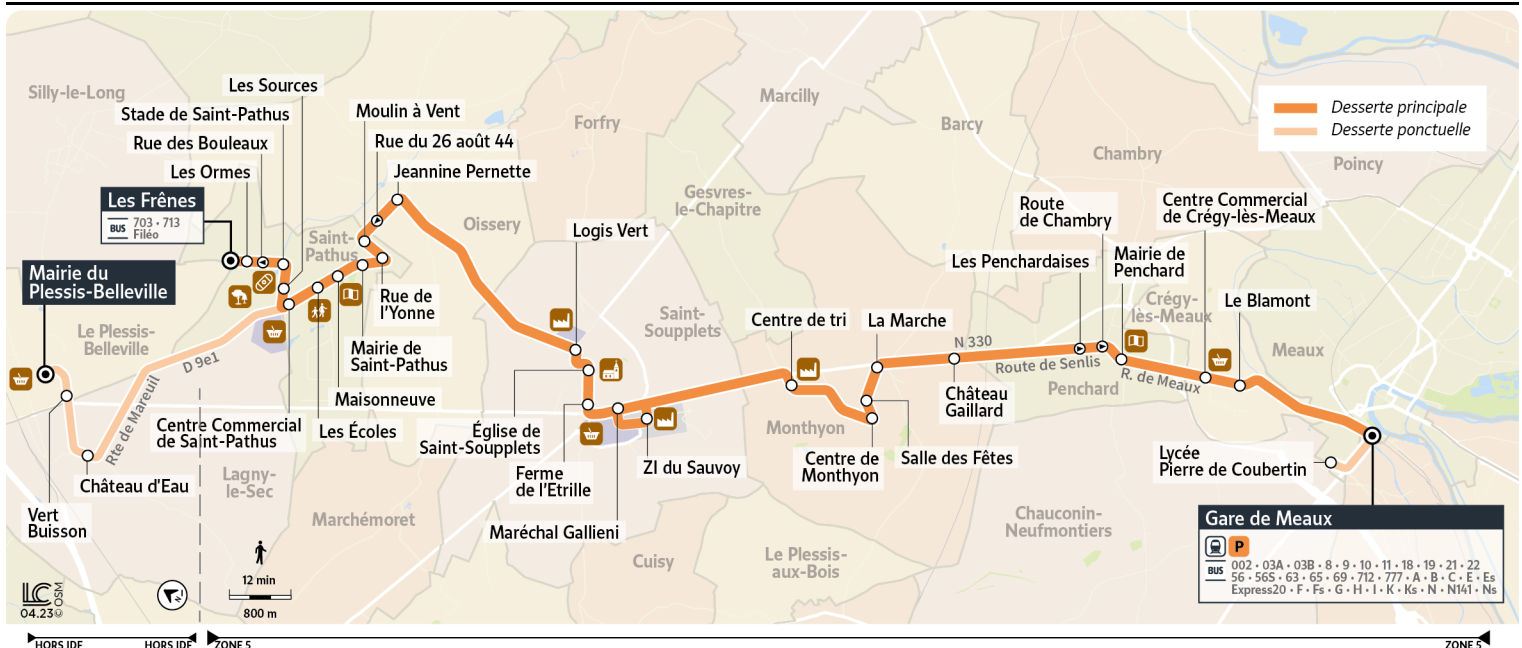 Silly-le-Long
Les Sources
Stade de Saint-Pathus
Rue des Bouleaux
Les Ormes
Les Frênes
BUS
703 • 713
Filéo
Mairie du
Plessis-Belleville
Le Plessis-
Belleville
D 9e1
Rte de Mareuil
Vert
Buisson
Château d'Eau
Centre Commercial
de Saint-Pathus
Lagny-
le-Sec
Saint-
Pathus
Moulin à Vent
Rue du 26 août 44
Jeannine Pernette
Rue de
l'Yonne
Mairie de
Saint-Pathus
Maisonneuve
Les Écoles
Oissery
Forfry
Marcilly
Gesvres-
le-Chapitre
Barcy
Chambry
Poincy
Desserte principale
Desserte ponctuelle
Logis Vert
Saint-
Soupplets
Église de
Saint-Soupplets
Ferme
de l'Etrille
Maréchal Gallieni
ZI du Sauvoy
Marchémoret
Cuisy
Le Plessis-
aux-Bois
Centre de tri
La Marche
Monthyon
Centre de
Monthyon
Salle des Fêtes
Château
Gaillard
N 330
Route de Senlis
Les Penchardaises
Route
de Chambry
Mairie de
Penchard
Penchard
R. de Meaux
Crégy-
lès-Meaux
Centre Commercial
de Crégy-lès-Meaux
Le Blamont
Meaux
Chauconin-
Neufmontiers
Lycée
Pierre de Coubertin
Gare de Meaux
P
BUS
002 • 03A • 03B • 8 • 9 • 10 • 11 • 18 • 19 • 21 • 22
56 • 56S • 63 • 65 • 69 • 712 • 777 • A • B • C • E • Es
Express20 • F • Fs • G • H • I • K • Ks • N • N141 • Ns
LC
04.23 © OSM
N
12 min
800 m
HORS IDF
HORS IDF
ZONE 5
ZONE 5